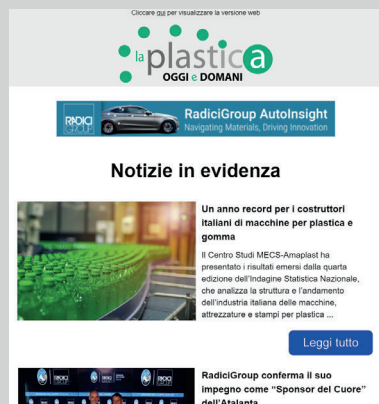 Cliccare qui per visualizzare la versione web
la plastica
OGGI e DOMANI
RADICI
GROUP
RadiciGroup AutoInsight
Navigating Materials, Driving Innovation
Notizie in evidenza
Un anno record per i costruttori
italiani di macchine per plastica e
gomma
Il Centro Studi MECS-Amaplast ha
presentato i risultati emersi dalla quarta
edizione dell'Indagine Statistica Nazionale,
che analizza la struttura e l'andamento
dell'industria italiana delle macchine,
attrezzature e stampi per plastica ...
Leggi tutto
RadiciGroup conferma il suo
impegno come “Sponsor del Cuore”
dell'Atalanta